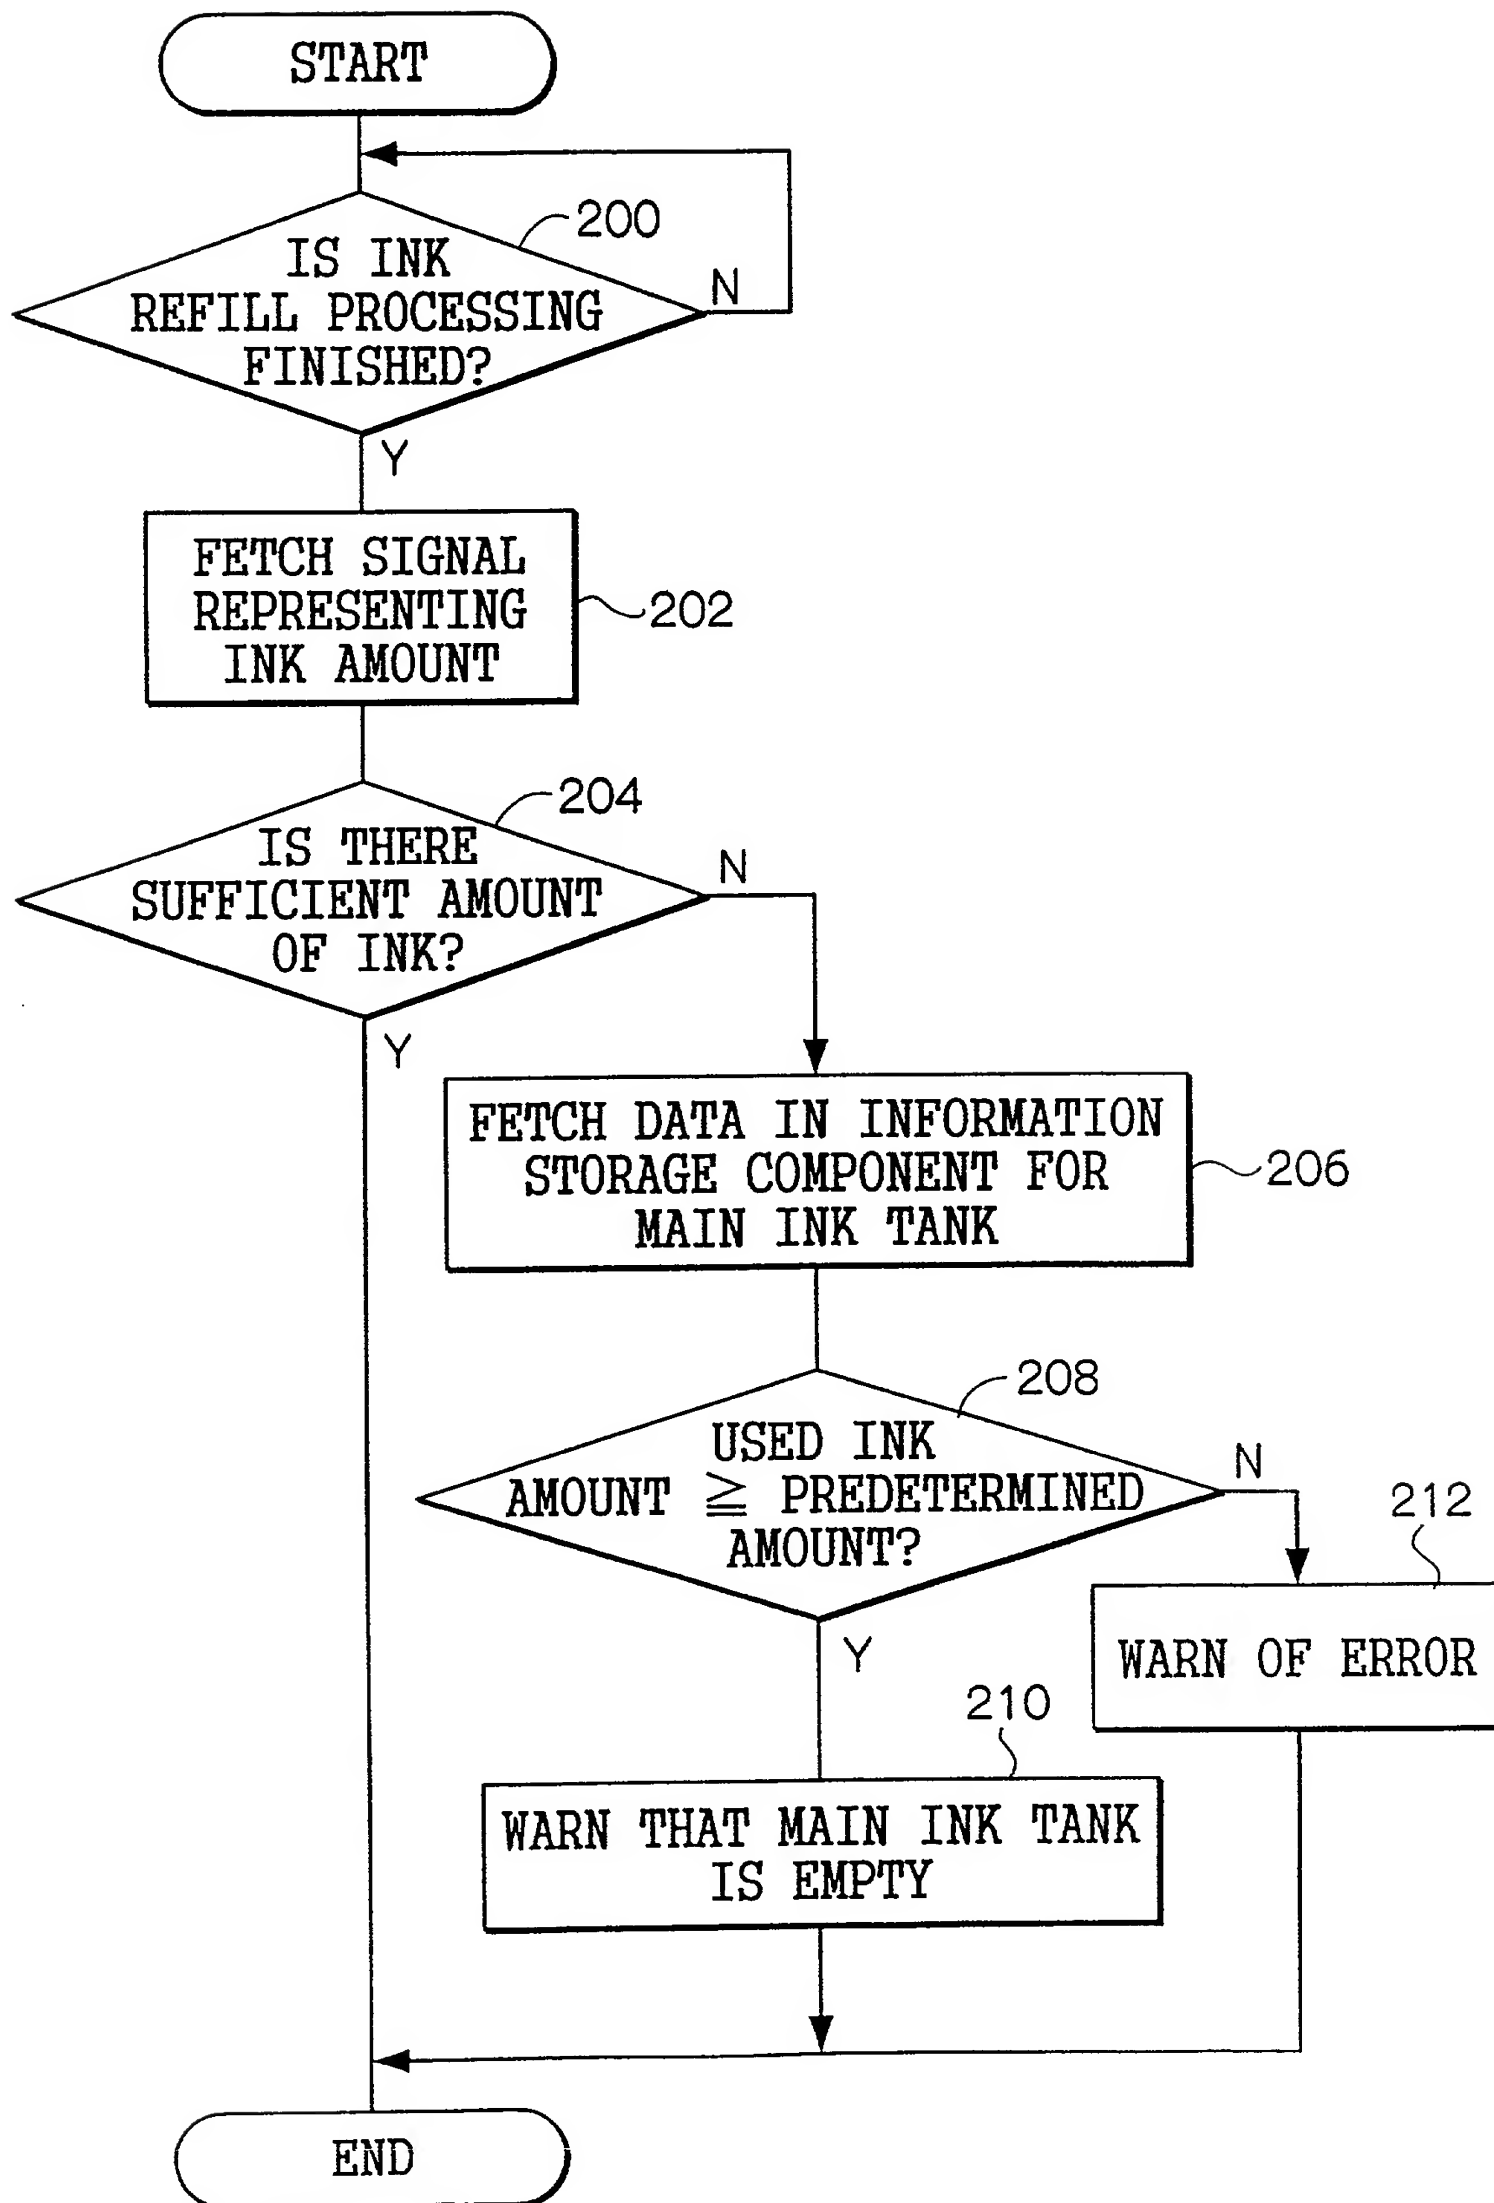 START
200
IS INK
REFILL PROCESSING
FINISHED?
N
Y
FETCH SIGNAL
REPRESENTING
INK AMOUNT
202
204
IS THERE
SUFFICIENT AMOUNT
OF INK?
N
Y
FETCH DATA IN INFORMATION
STORAGE COMPONENT FOR
MAIN INK TANK
206
208
USED INK
AMOUNT ≧ PREDETERMINED
AMOUNT?
N
Y
212
WARN OF ERROR
210
WARN THAT MAIN INK TANK
IS EMPTY
END